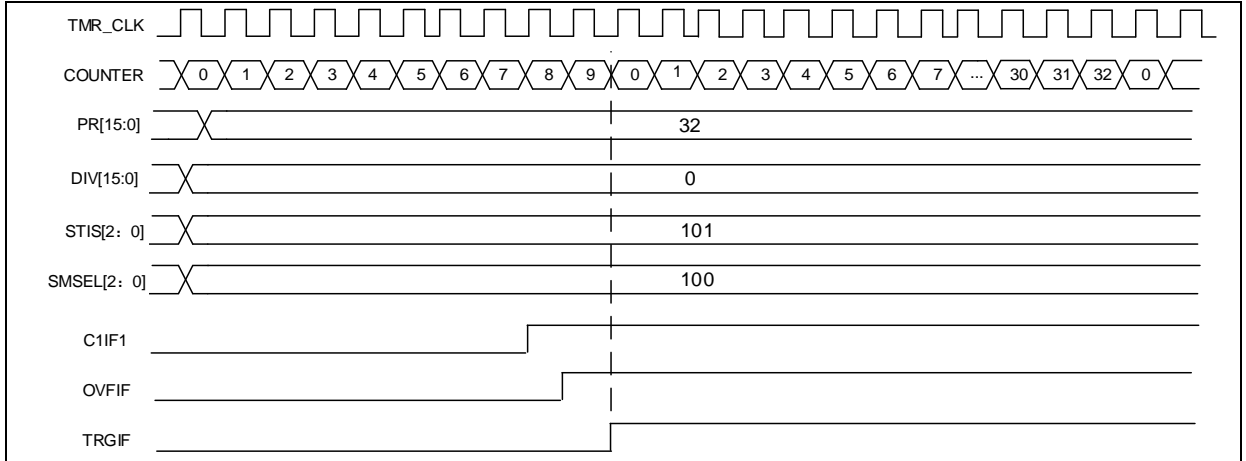 TMR_CLK
COUNTER 0 1 2 3 4 5 6 7 8 9 0 1 2 3 4 5 6 7 ... 30 31 32 0
PR[15:0] 32
DIV[15:0] 0
STIS[2：0] 101
SMSEL[2：0] 100
C1IF1
OVFIF
TRGIF